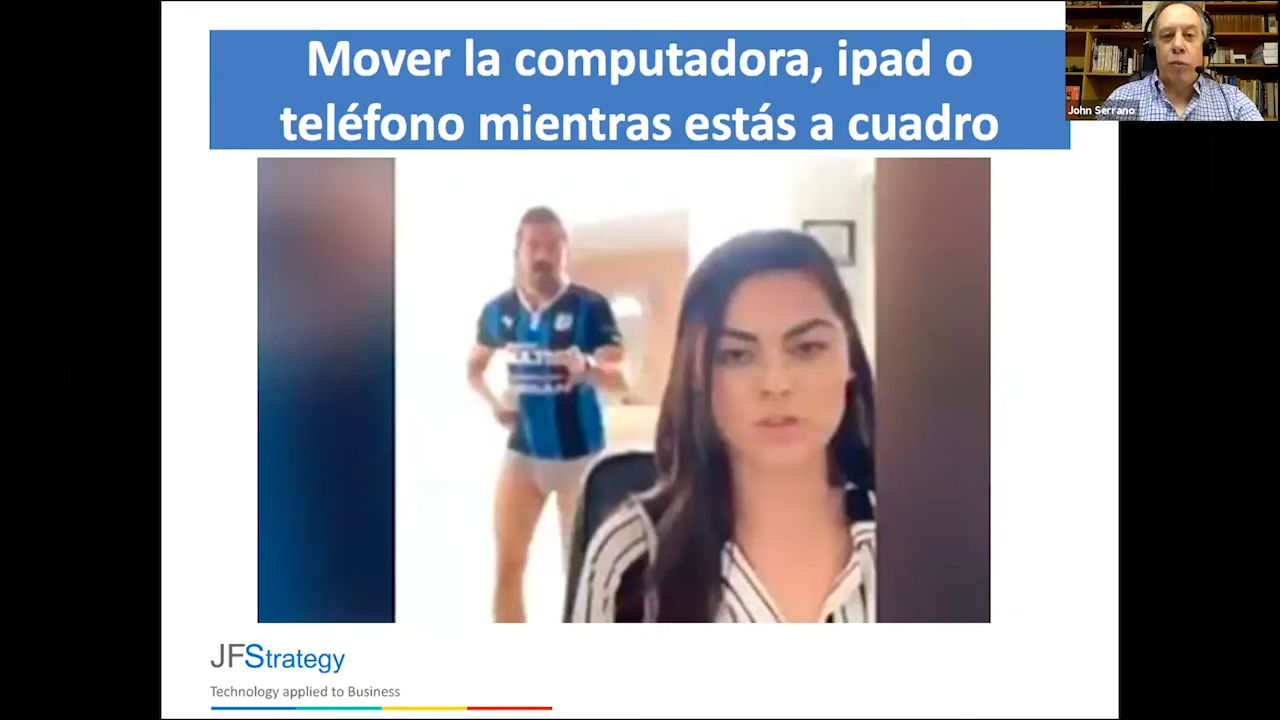 Mover la computadora, ipad o
teléfono mientras estás a cuadro
John Serrano
JFStrategy
Technology applied to Business